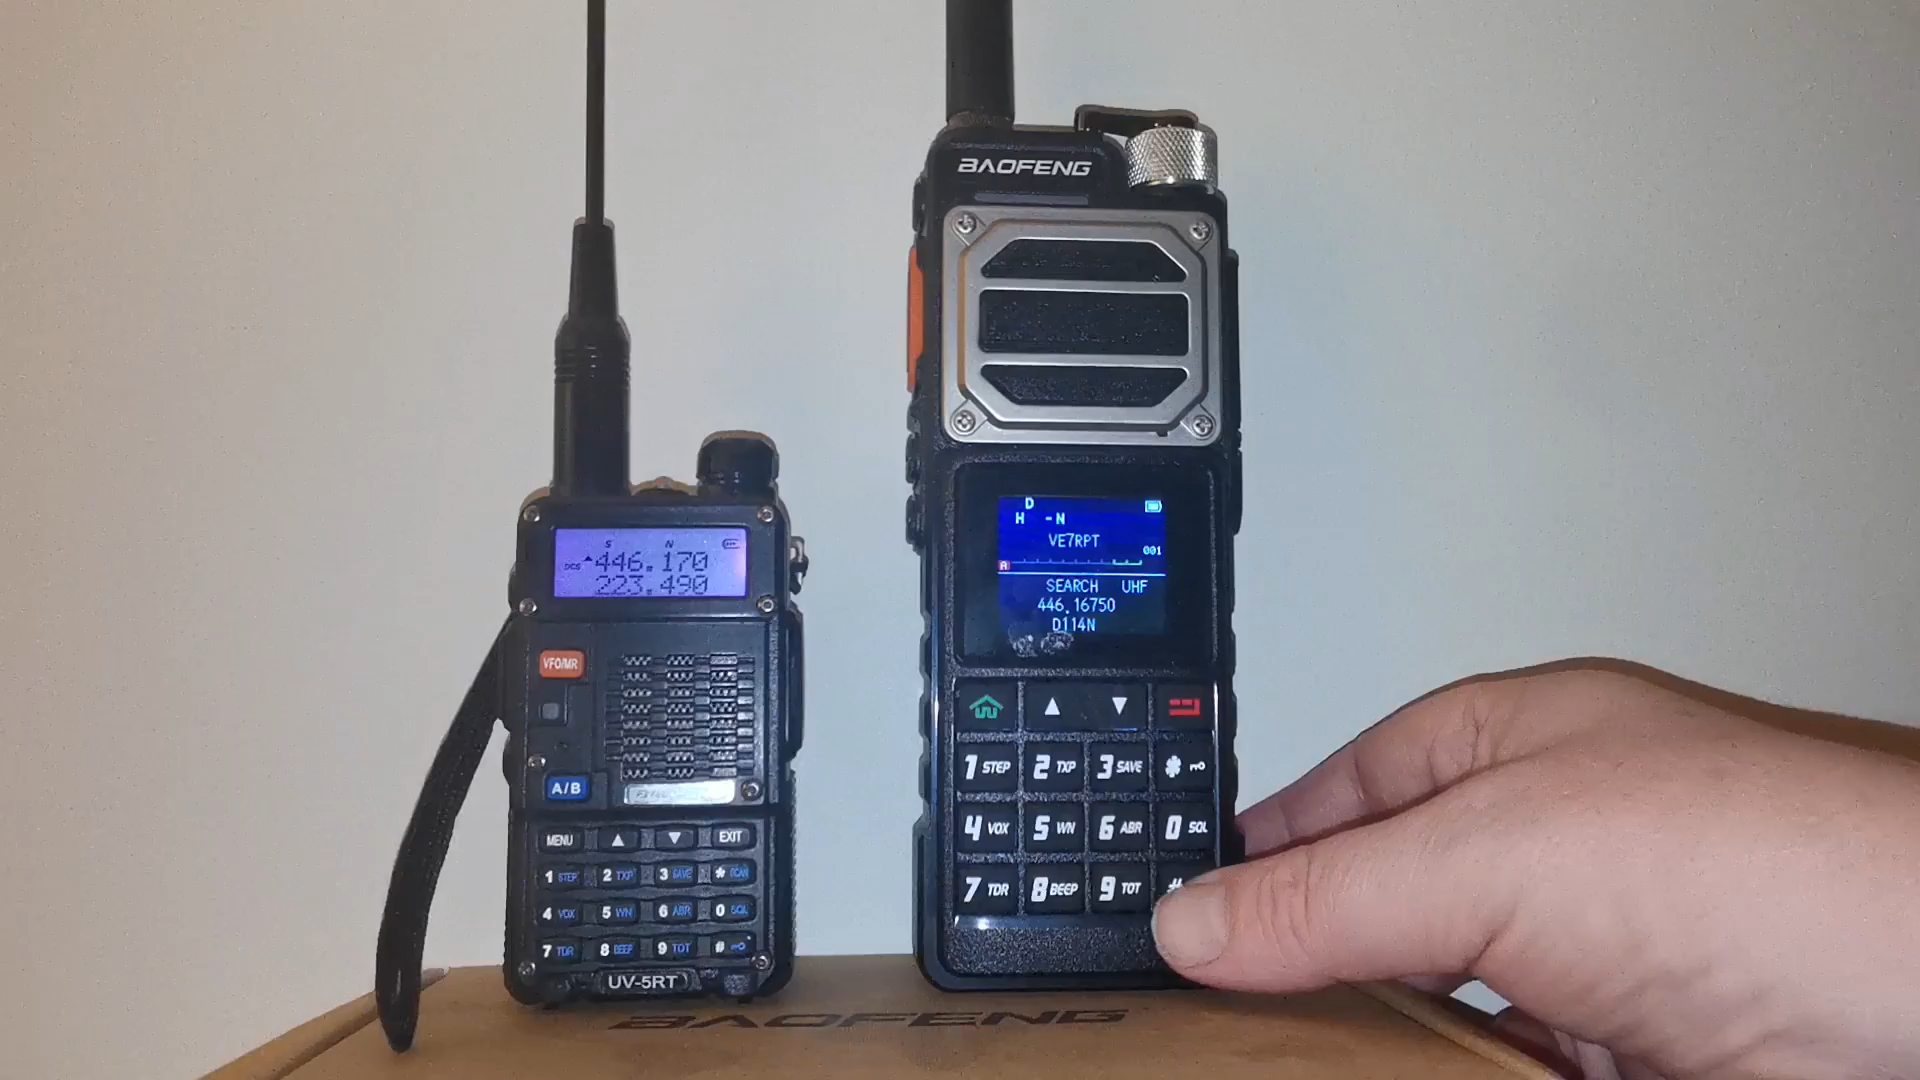 S N
DCS 446.170
223.490
VFO/MR
A/B
MENU ▲ ▼ EXIT
1 STEP 2 TXP 3 SAVE * SCAN
4 VOX 5 WN 6 ABR 0 SQL
7 TDR 8 BEEP 9 TOT #
UV-5RT
BAOFENG
D
H -N
VE7RPT
001
A
SEARCH UHF
446.16750
D114N
▲ ▼
1 STEP 2 TXP 3 SAVE *
4 VOX 5 WN 6 ABR 0 SQL
7 TDR 8 BEEP 9 TOT #
BAOFENG